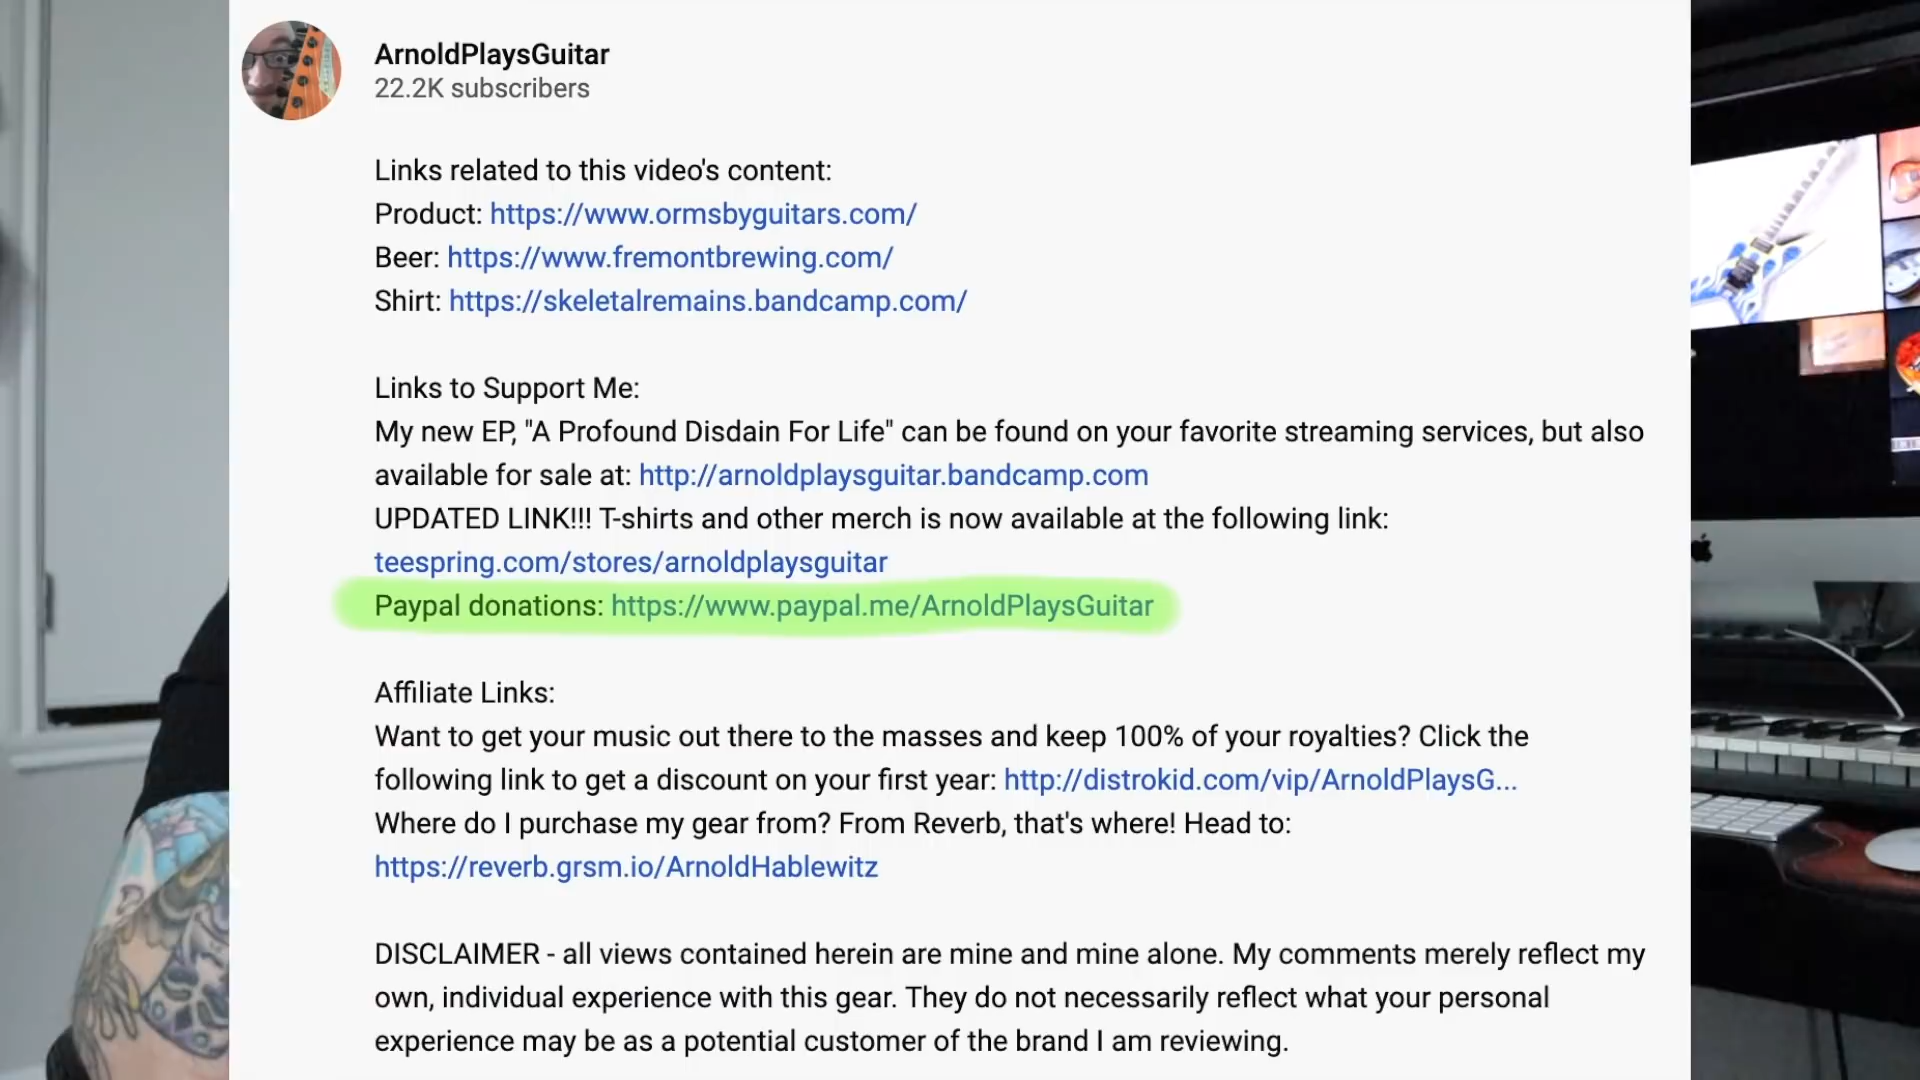 ArnoldPlaysGuitar
22.2K subscribers
Links related to this video's content:
Product: https://www.ormsbyguitars.com/
Beer: https://www.fremontbrewing.com/
Shirt: https://skeletalremains.bandcamp.com/
Links to Support Me:
My new EP, "A Profound Disdain For Life" can be found on your favorite streaming services, but also
available for sale at: http://arnoldplaysguitar.bandcamp.com
UPDATED LINK!!! T-shirts and other merch is now available at the following link:
teespring.com/stores/arnoldplaysguitar
Paypal donations: https://www.paypal.me/ArnoldPlaysGuitar
Affiliate Links:
Want to get your music out there to the masses and keep 100% of your royalties? Click the
following link to get a discount on your first year: http://distrokid.com/vip/ArnoldPlaysG...
Where do I purchase my gear from? From Reverb, that's where! Head to:
https://reverb.grsm.io/ArnoldHablewitz
DISCLAIMER - all views contained herein are mine and mine alone. My comments merely reflect my
own, individual experience with this gear. They do not necessarily reflect what your personal
experience may be as a potential customer of the brand I am reviewing.